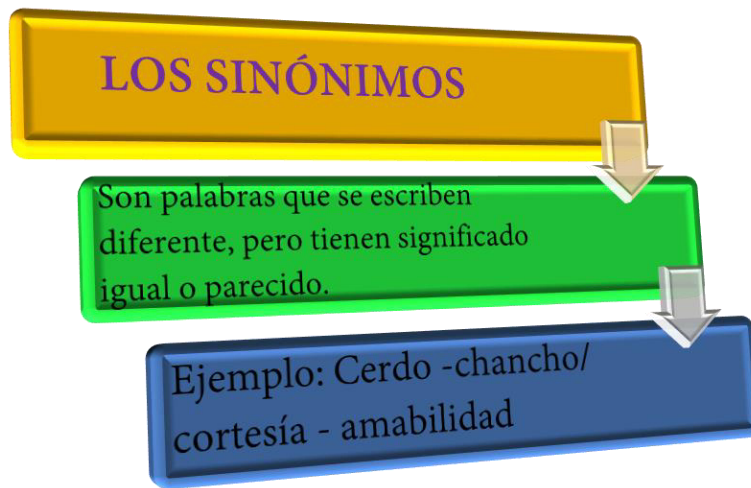 LOS SINÓNIMOS
Son palabras que se escriben
diferente, pero tienen significado
igual o parecido.
Ejemplo: Cerdo -chancho/
cortesía - amabilidad